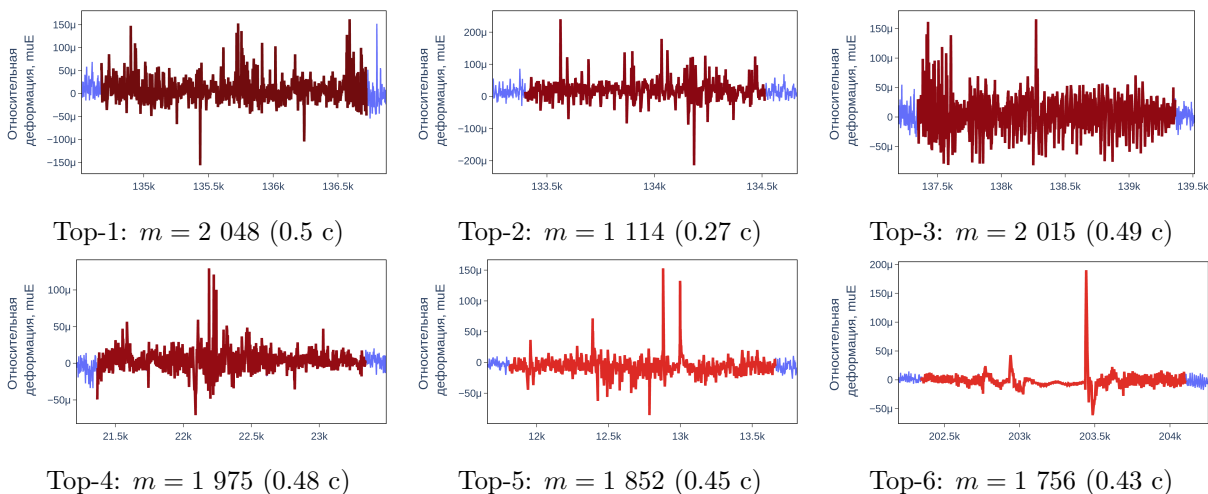 Относительная
деформация, muE
150µ
100µ
50µ
0
−50µ
−100µ
−150µ
135k
135.5k
136k
136.5k
Top-1: m = 2 048 (0.5 с)
Относительная
деформация, muE
200µ
100µ
0
−100µ
−200µ
133.5k
134k
134.5k
Top-2: m = 1 114 (0.27 с)
Относительная
деформация, muE
150µ
100µ
50µ
0
−50µ
137.5k
138k
138.5k
139k
139.5k
Top-3: m = 2 015 (0.49 с)
Относительная
деформация, muE
100µ
50µ
0
−50µ
21.5k
22k
22.5k
23k
Top-4: m = 1 975 (0.48 с)
Относительная
деформация, muE
150µ
100µ
50µ
0
−50µ
12k
12.5k
13k
13.5k
Top-5: m = 1 852 (0.45 с)
Относительная
деформация, muE
200µ
150µ
100µ
50µ
0
−50µ
202.5k
203k
203.5k
204k
Top-6: m = 1 756 (0.43 с)